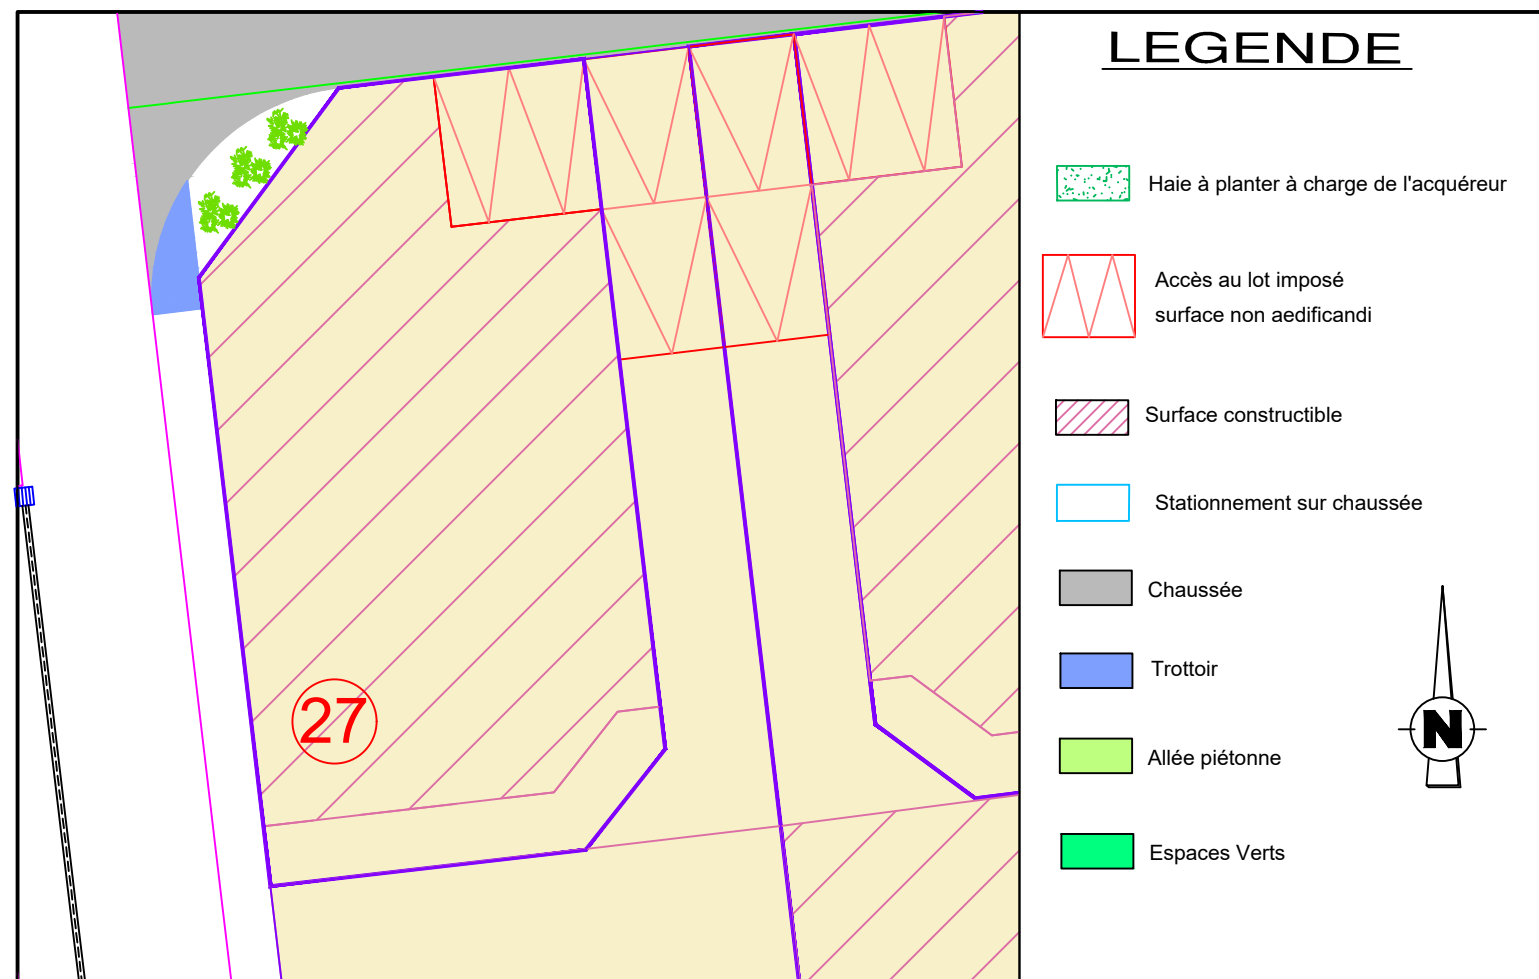 LEGENDE
Haie à planter à charge de l'acquéreur
Accès au lot imposé
surface non aedificandi
Surface constructible
Stationnement sur chaussée
Chaussée
Trottoir
Allée piétonne
Espaces Verts
N
27